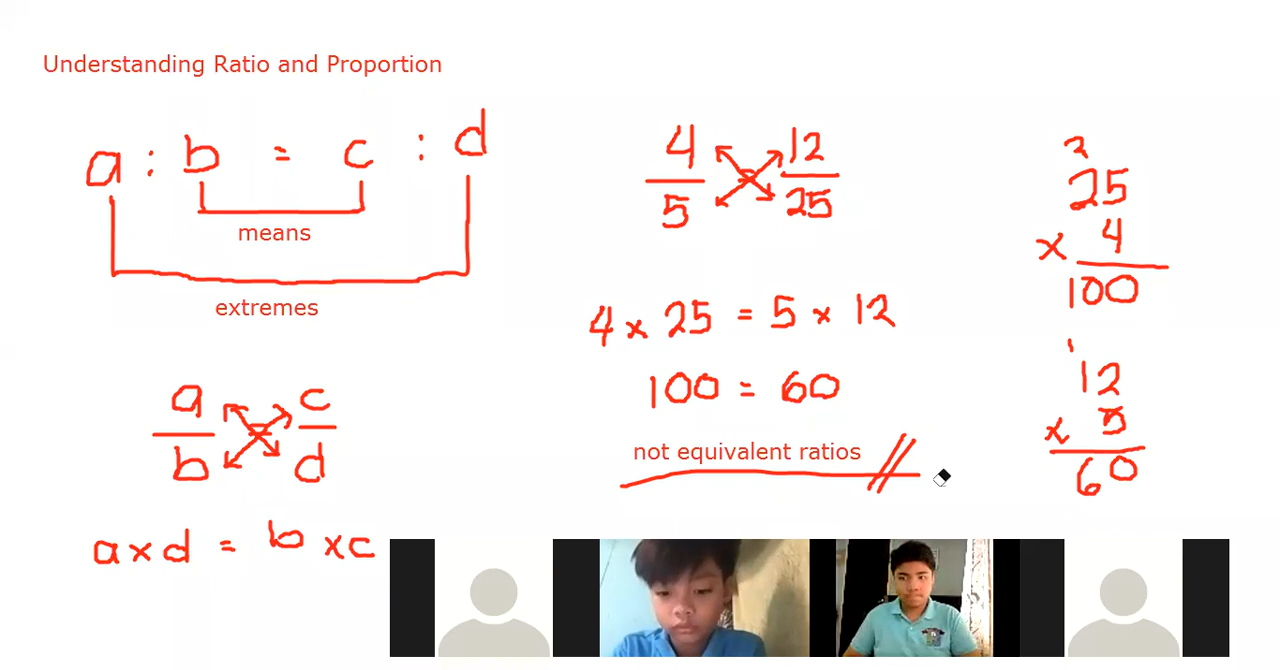 Understanding Ratio and Proportion
a : b = c : d
means
extremes
a/b = c/d
a x d = b x c
4/5 = 12/25
4 x 25 = 5 x 12
100 = 60
not equivalent ratios
2
25
x 4
100
1
12
x 5
60